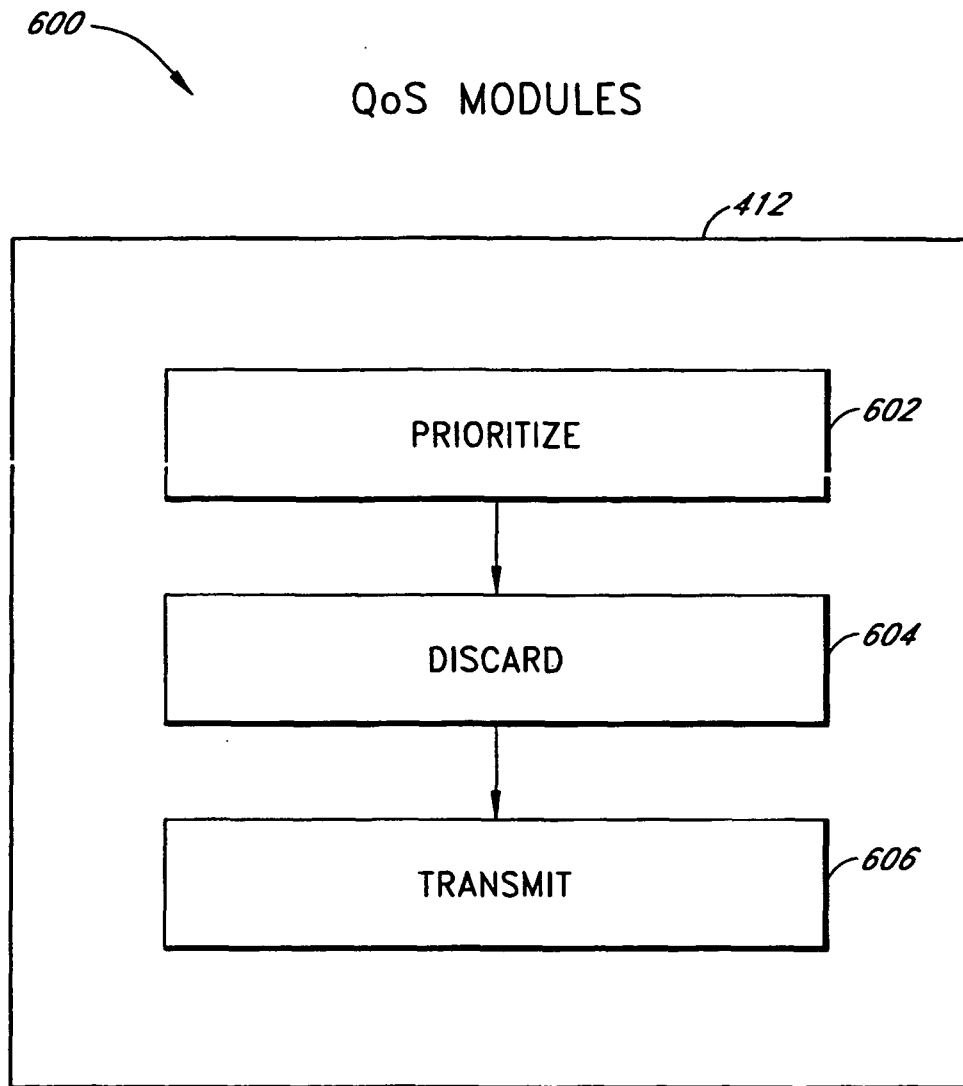 600
QoS MODULES
412
PRIORITIZE
602
DISCARD
604
TRANSMIT
606